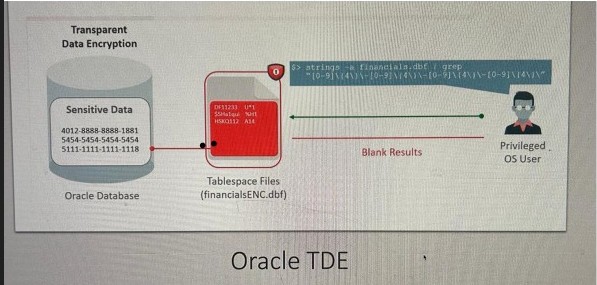 Transparent
Data Encryption
$> strings -a financials.dbf | grep
"[0-9]\{4\}\-[0-9]\{4\}\-[0-9]\{4\}\-[0-9]\{4\}\"
Sensitive Data
4012-8888-8888-1881
5454-5454-5454-5454
5111-1111-1111-1118
Oracle Database
Tablespace Files
(financialsENC.dbf)
Blank Results
Privileged
OS User
Oracle TDE